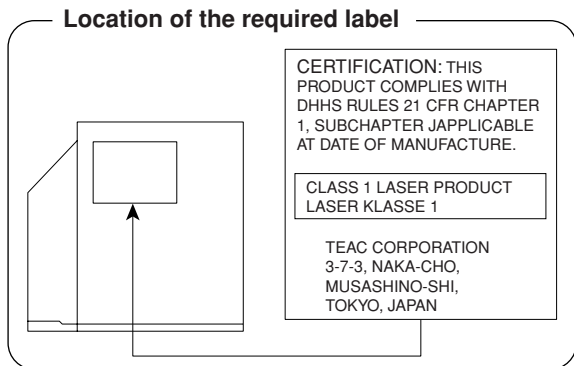 Location of the required label
CERTIFICATION: THIS
PRODUCT COMPLIES WITH
DHHS RULES 21 CFR CHAPTER
1, SUBCHAPTER JAPPLICABLE
AT DATE OF MANUFACTURE.
CLASS 1 LASER PRODUCT
LASER KLASSE 1
TEAC CORPORATION
3-7-3, NAKA-CHO,
MUSASHINO-SHI,
TOKYO, JAPAN